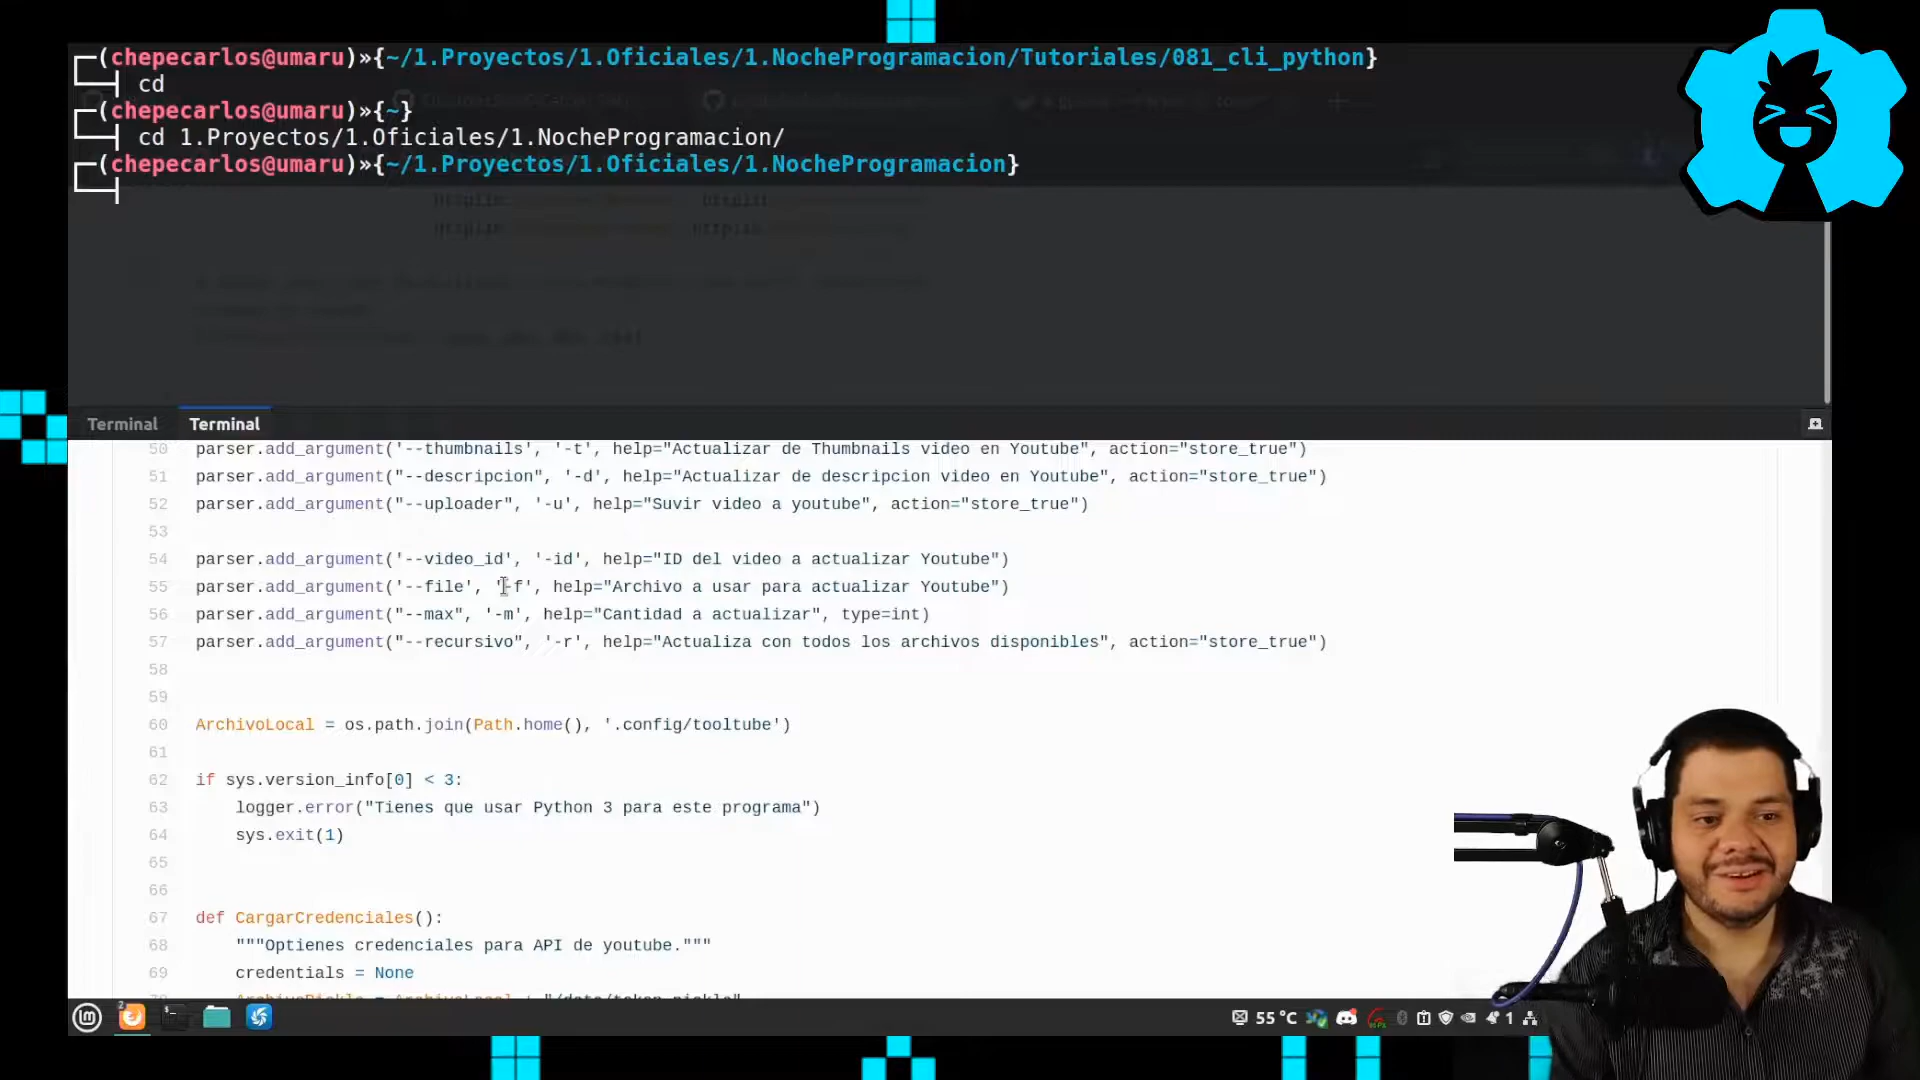 (chepecarlos@umaru)»{~/1.Proyectos/1.Oficiales/1.NocheProgramacion/Tutoriales/081_cli_python}
cd
(chepecarlos@umaru)»{~}
cd 1.Proyectos/1.Oficiales/1.NocheProgramacion/
(chepecarlos@umaru)»{~/1.Proyectos/1.Oficiales/1.NocheProgramacion}
Terminal Terminal
50 parser.add_argument('--thumbnails', '-t', help="Actualizar de Thumbnails video en Youtube", action="store_true")
51 parser.add_argument("--descripcion", '-d', help="Actualizar de descripcion video en Youtube", action="store_true")
52 parser.add_argument("--uploader", '-u', help="Suvir video a youtube", action="store_true")
53
54 parser.add_argument('--video_id', '-id', help="ID del video a actualizar Youtube")
55 parser.add_argument('--file', '-f', help="Archivo a usar para actualizar Youtube")
56 parser.add_argument("--max", '-m', help="Cantidad a actualizar", type=int)
57 parser.add_argument("--recursivo", '-r', help="Actualiza con todos los archivos disponibles", action="store_true")
58
59
60 ArchivoLocal = os.path.join(Path.home(), '.config/tooltube')
61
62 if sys.version_info[0] < 3:
63 logger.error("Tienes que usar Python 3 para este programa")
64 sys.exit(1)
65
66
67 def CargarCredenciales():
68 """Optienes credenciales para API de youtube."""
69 credentials = None
55 °C 1